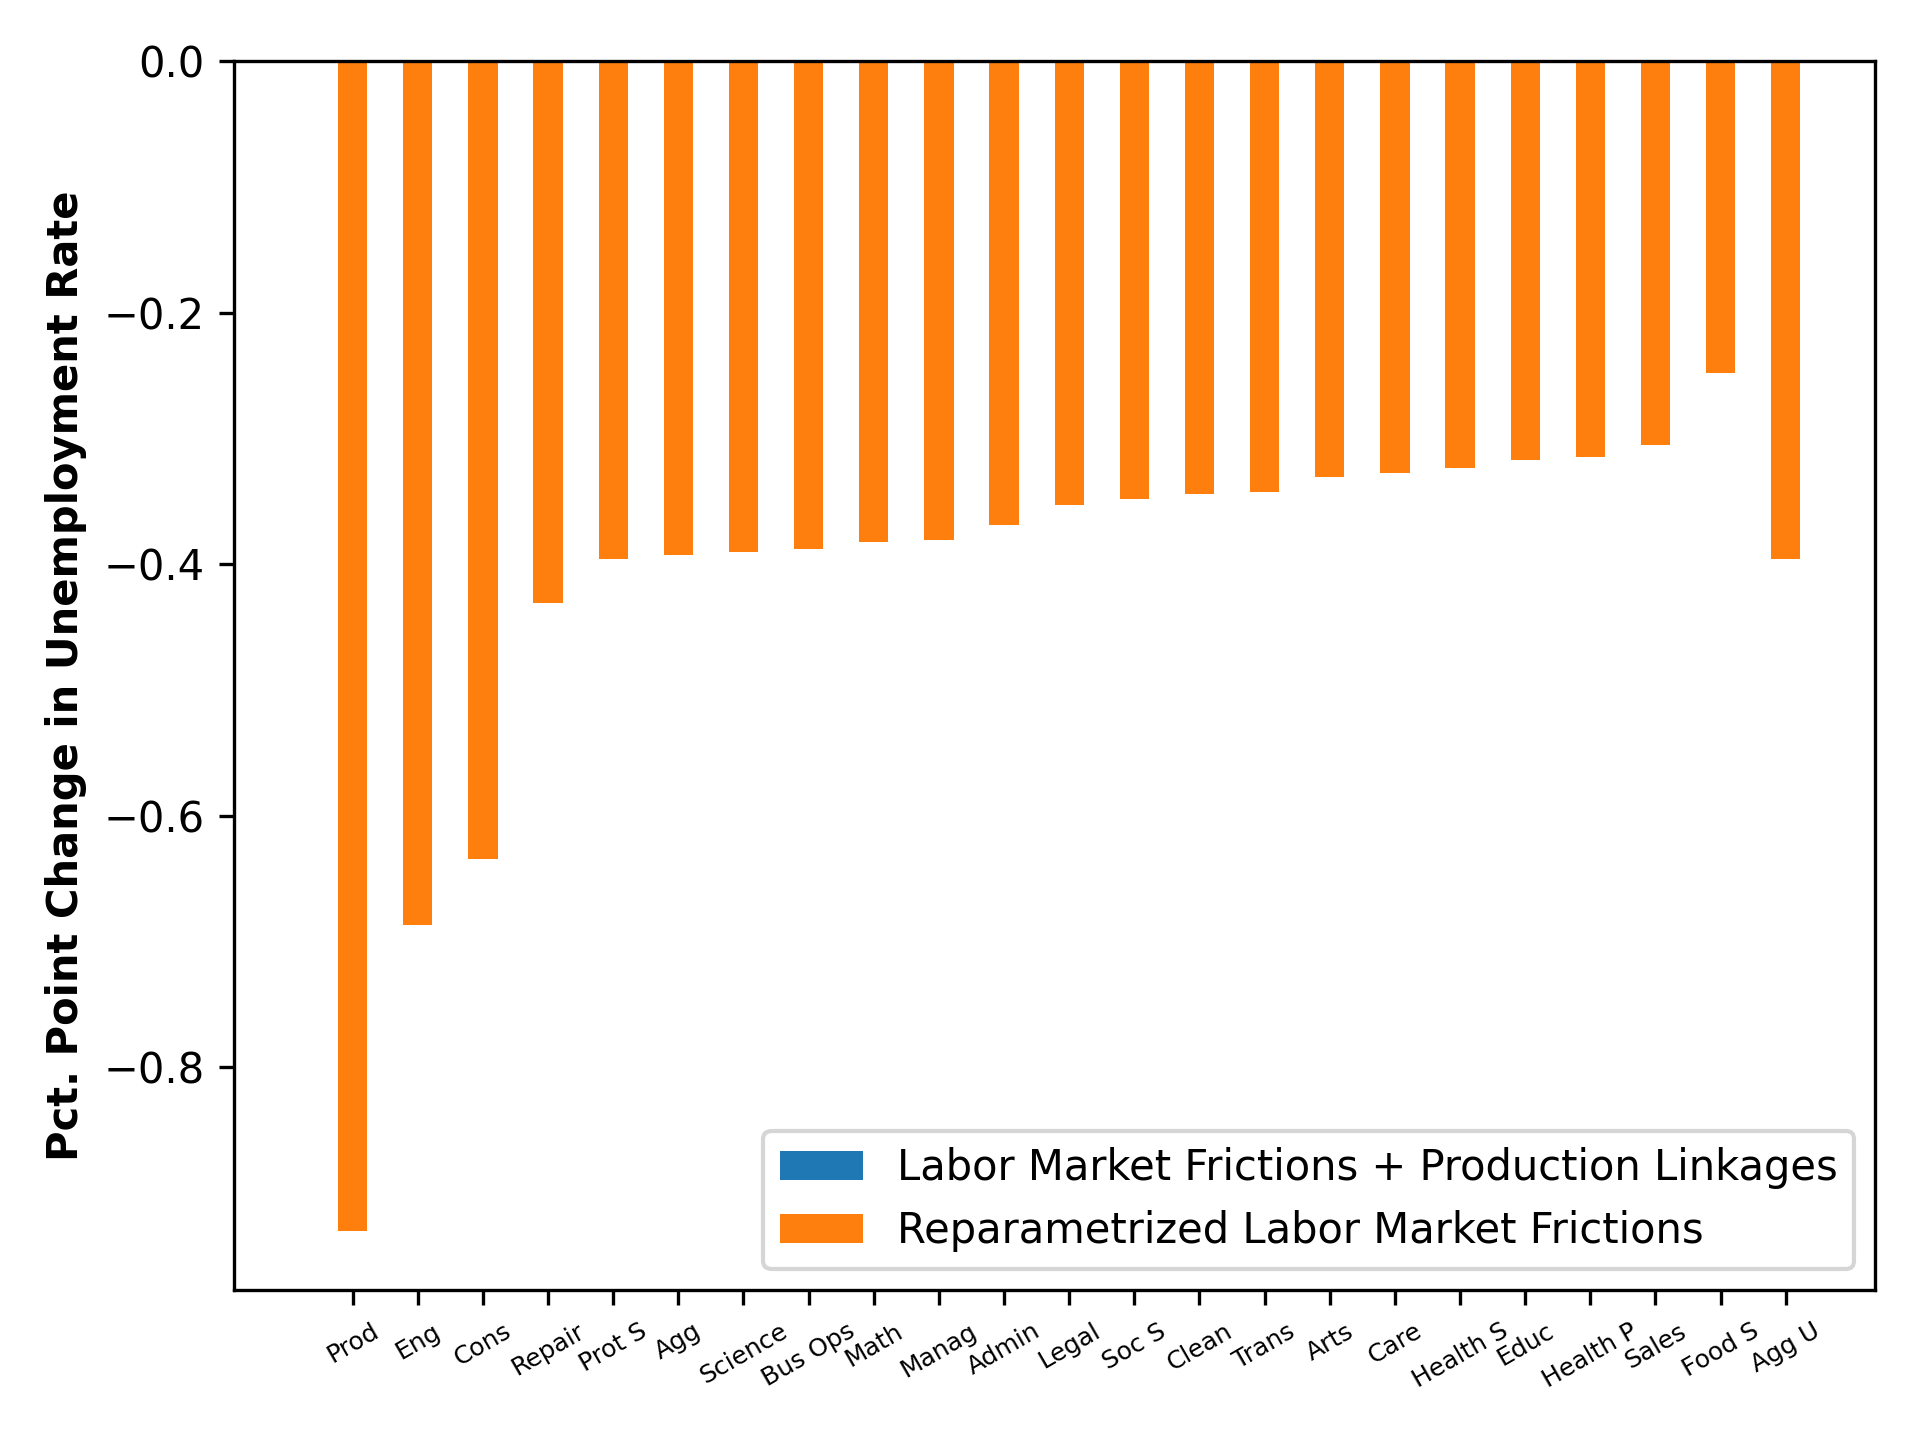 Pct. Point Change in Unemployment Rate
0.0
−0.2
−0.4
−0.6
−0.8
Labor Market Frictions + Production Linkages
Reparametrized Labor Market Frictions
Prod
Eng
Cons
Repair
Prot S
Agg
Science
Bus Ops
Math
Manag
Admin
Legal
Soc S
Clean
Trans
Arts
Care
Health S
Educ
Health P
Sales
Food S
Agg U